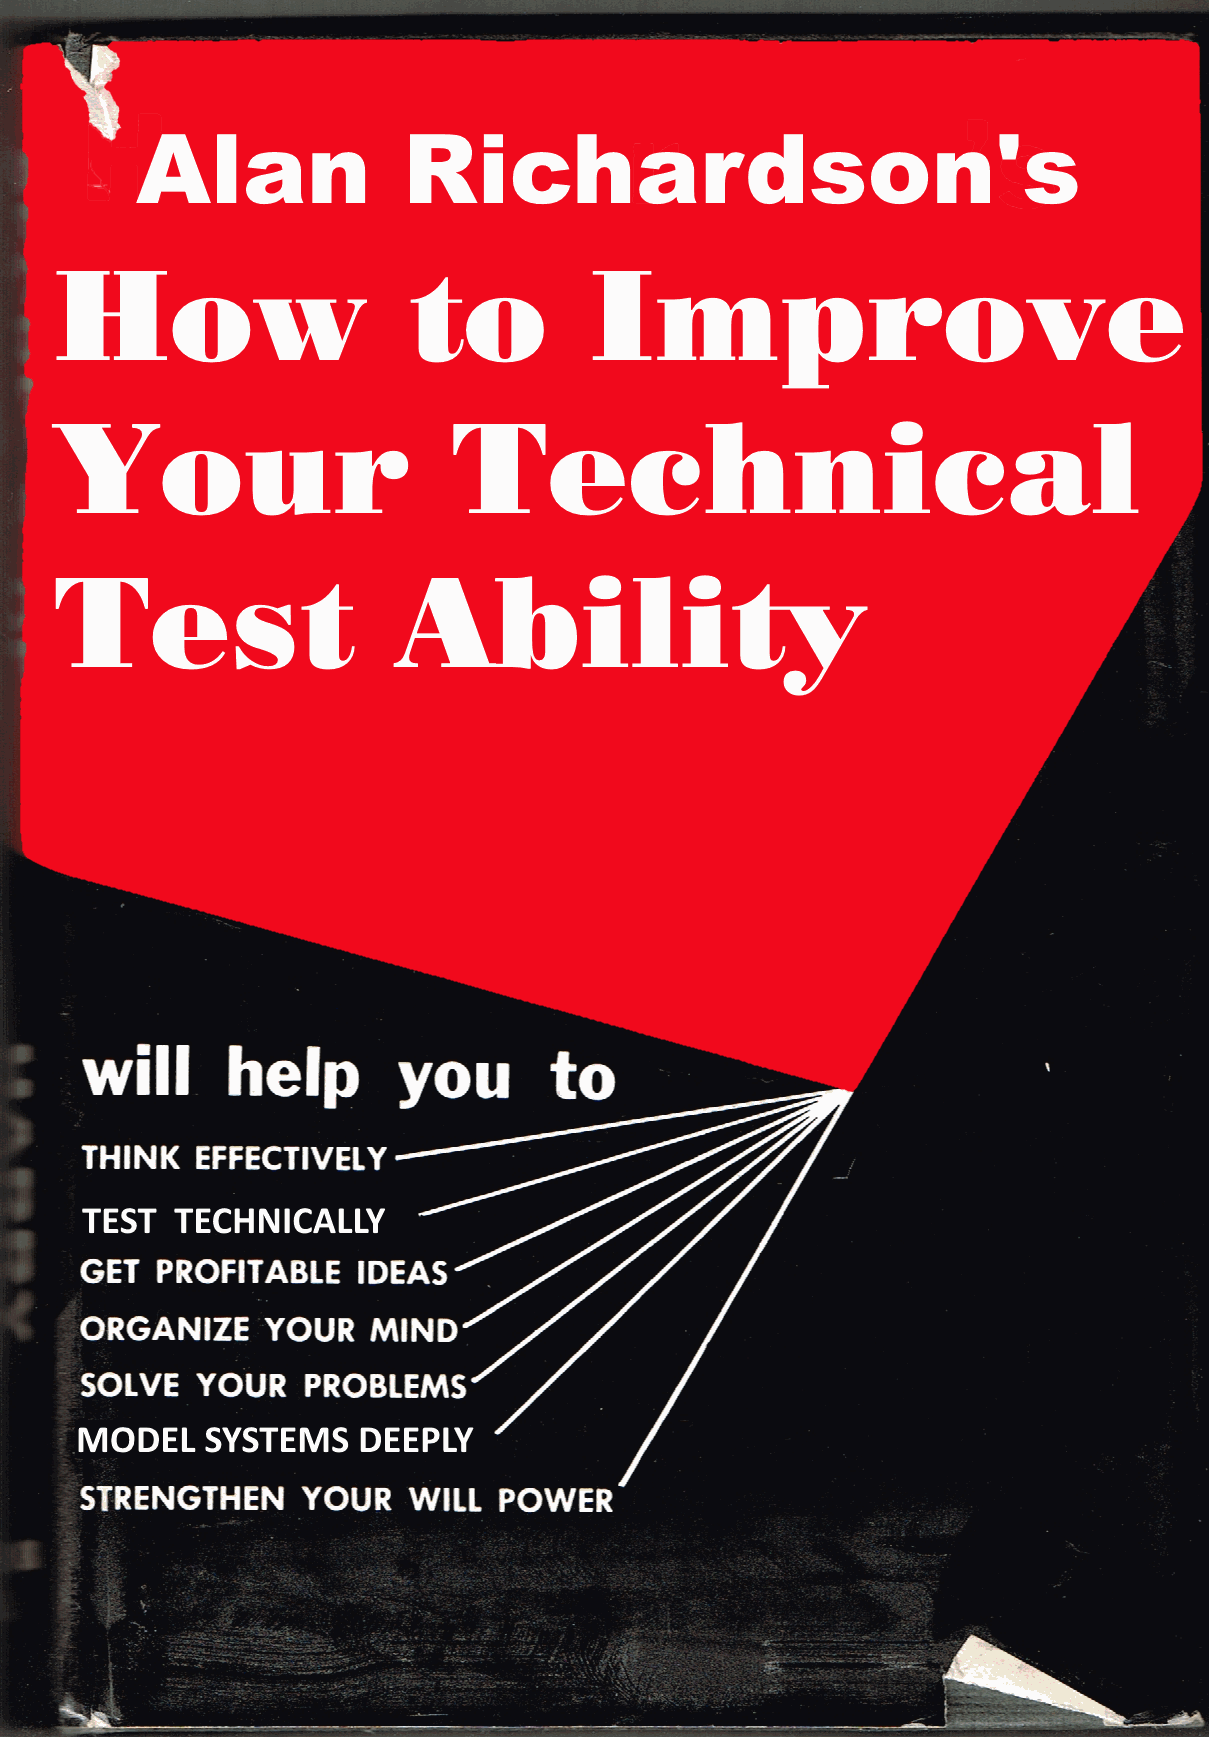 Alan Richardson's
How to Improve
Your Technical
Test Ability
will help you to
THINK EFFECTIVELY
TEST TECHNICALLY
GET PROFITABLE IDEAS
ORGANIZE YOUR MIND
SOLVE YOUR PROBLEMS
MODEL SYSTEMS DEEPLY
STRENGTHEN YOUR WILL POWER